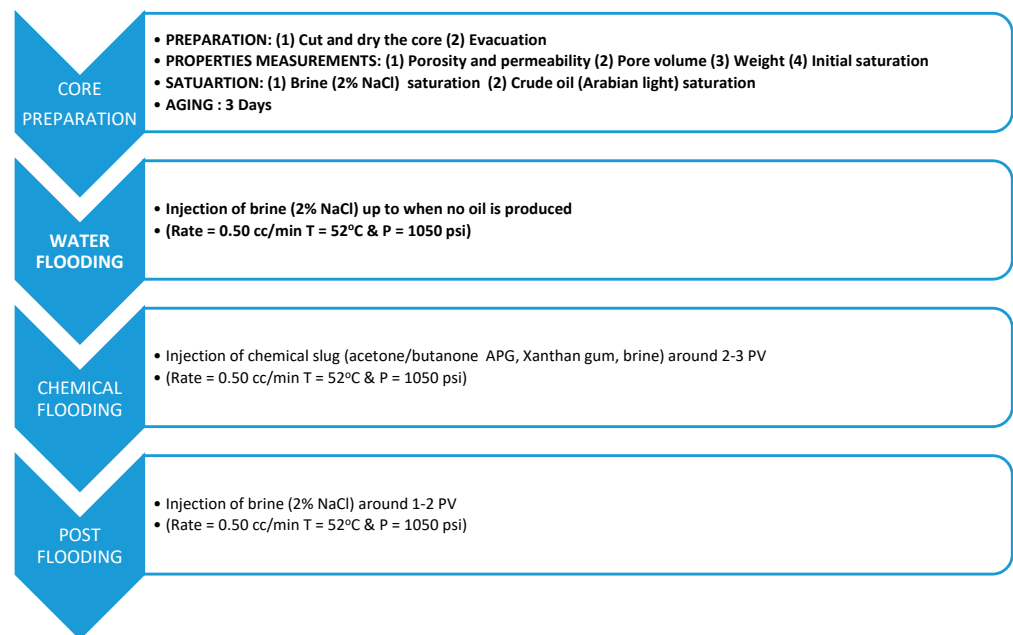 CORE
PREPARATION
• PREPARATION: (1) Cut and dry the core (2) Evacuation
• PROPERTIES MEASUREMENTS: (1) Porosity and permeability (2) Pore volume (3) Weight (4) Initial saturation
• SATUARTION: (1) Brine (2% NaCl) saturation (2) Crude oil (Arabian light) saturation
• AGING : 3 Days
WATER
FLOODING
• Injection of brine (2% NaCl) up to when no oil is produced
• (Rate = 0.50 cc/min T = 52°C & P = 1050 psi)
CHEMICAL
FLOODING
• Injection of chemical slug (acetone/butanone APG, Xanthan gum, brine) around 2-3 PV
• (Rate = 0.50 cc/min T = 52°C & P = 1050 psi)
POST
FLOODING
• Injection of brine (2% NaCl) around 1-2 PV
• (Rate = 0.50 cc/min T = 52°C & P = 1050 psi)